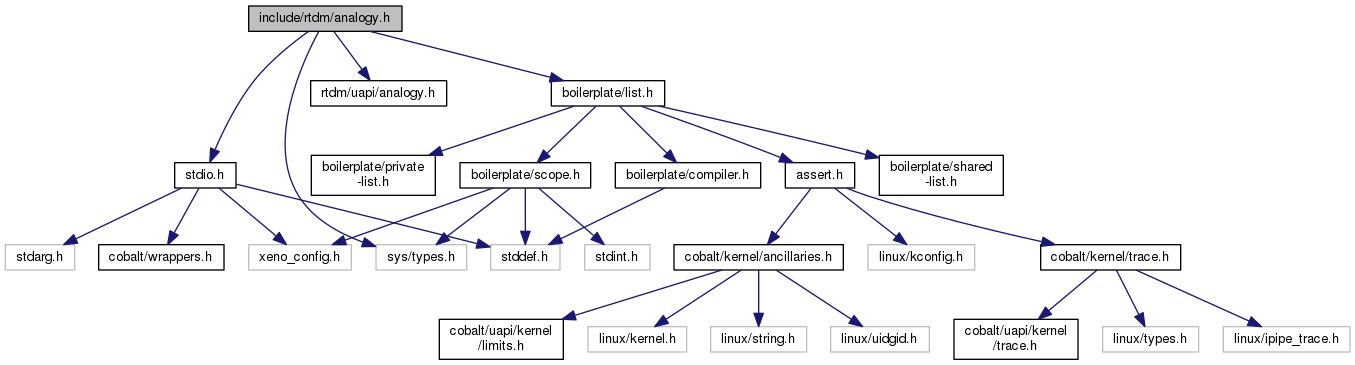 include/rtdm/analogy.h
rtdm/uapi/analogy.h
boilerplate/list.h
stdio.h
boilerplate/private
-list.h
boilerplate/scope.h
boilerplate/compiler.h
assert.h
boilerplate/shared
-list.h
stdarg.h
cobalt/wrappers.h
xeno_config.h
sys/types.h
stddef.h
stdint.h
cobalt/kernel/ancillaries.h
linux/kconfig.h
cobalt/kernel/trace.h
cobalt/uapi/kernel
/limits.h
linux/kernel.h
linux/string.h
linux/uidgid.h
cobalt/uapi/kernel
/trace.h
linux/types.h
linux/ipipe_trace.h